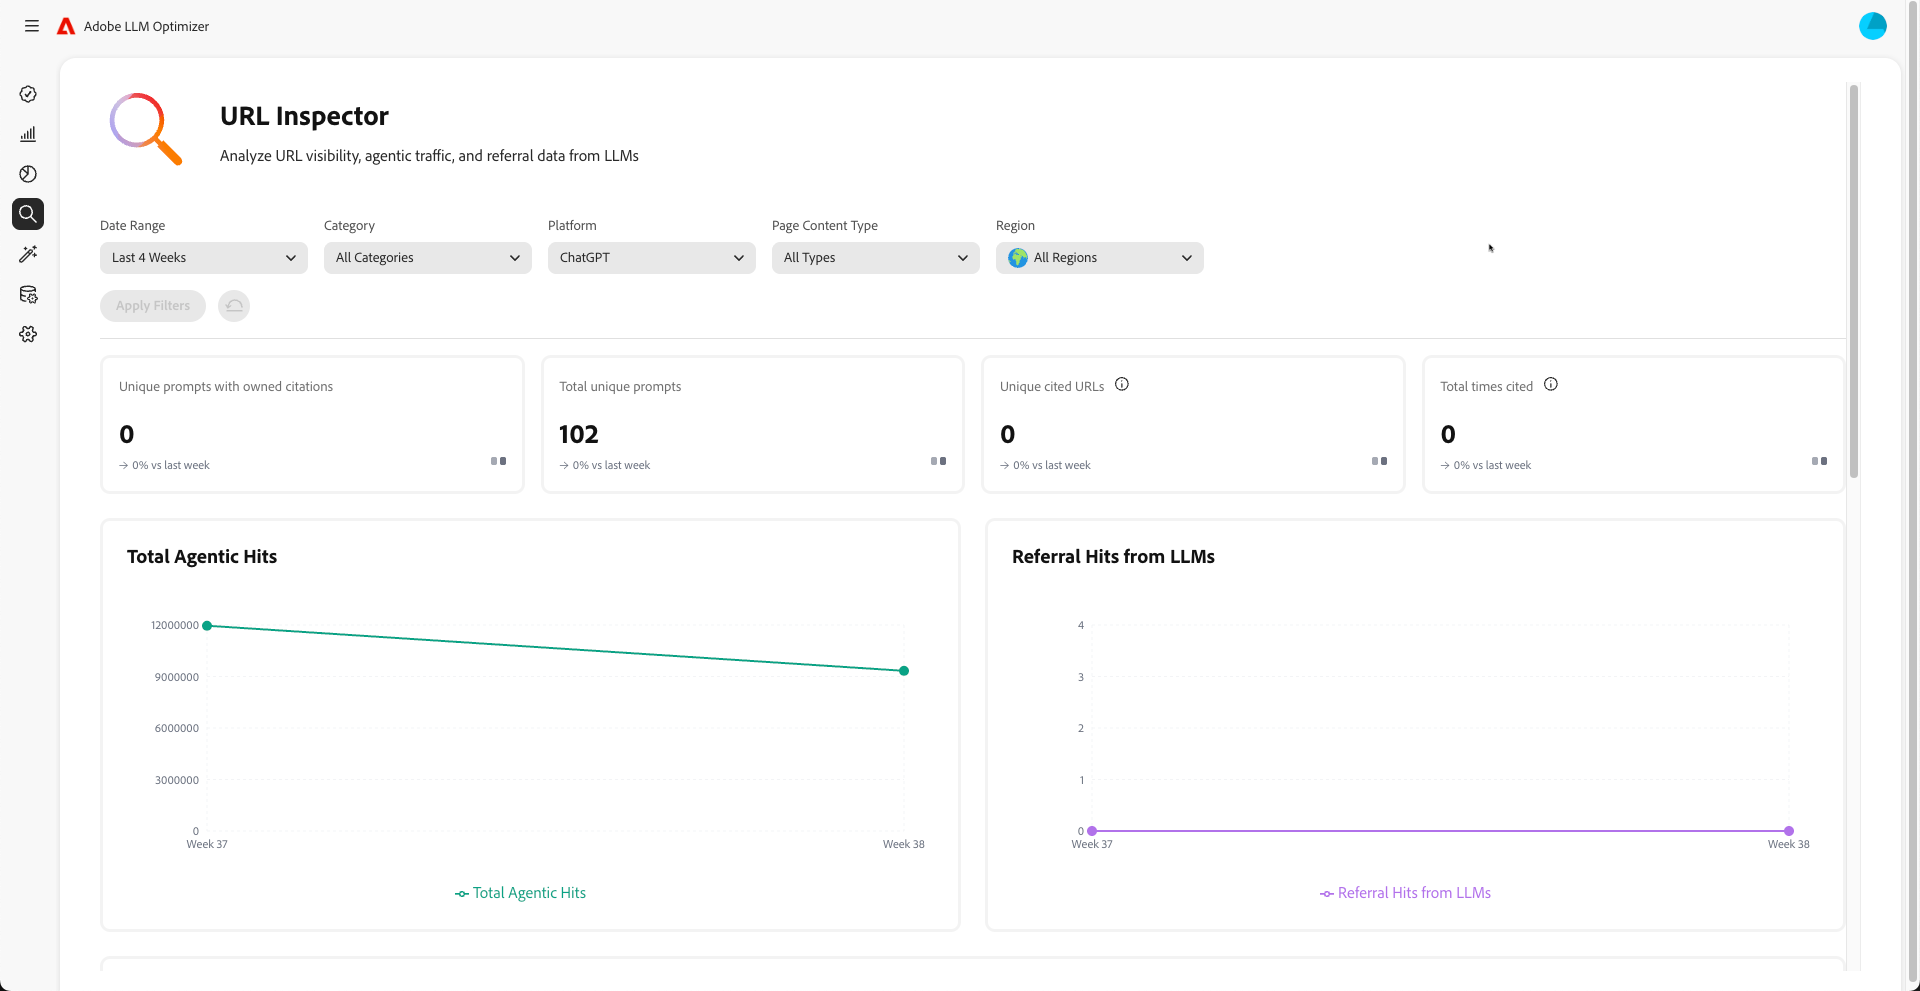 Adobe LLM Optimizer
URL Inspector
Analyze URL visibility, agentic traffic, and referral data from LLMs
Date Range
Category
Platform
Page Content Type
Region
Last 4 Weeks
All Categories
ChatGPT
All Types
All Regions
Apply Filters
Unique prompts with owned citations
0
→ 0% vs last week
Total unique prompts
102
→ 0% vs last week
Unique cited URLs
0
→ 0% vs last week
Total times cited
0
→ 0% vs last week
Total Agentic Hits
12000000
9000000
6000000
3000000
0
Week 37
Week 38
Total Agentic Hits
Referral Hits from LLMs
4
3
2
1
0
Week 37
Week 38
Referral Hits from LLMs